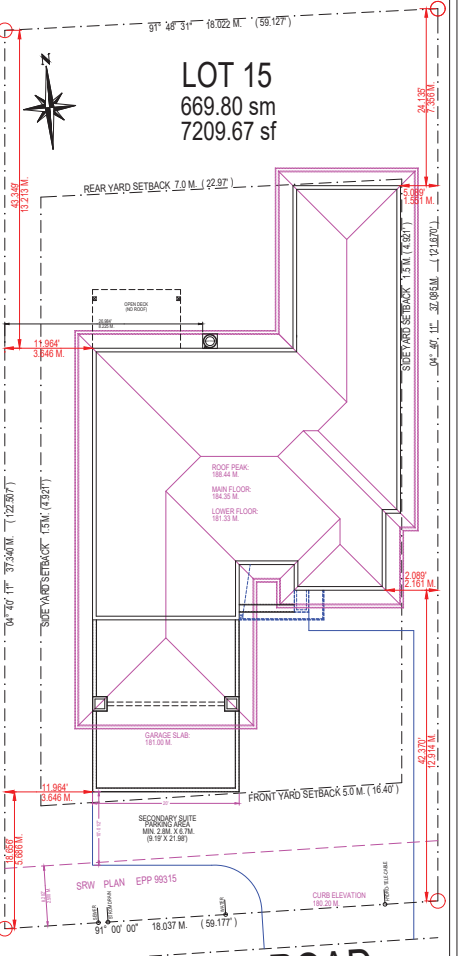 91° 48' 31" 18.022 M. (59.127')
N
LOT 15
669.80 sm
7209.67 sf
24.135'
7.356 M.
43.349'
13.213 M.
REAR YARD SETBACK 7.0 M. ( 22.97' )
5.089'
1.551 M.
OPEN DECK
(NO ROOF)
11.964'
3.646 M.
SIDE YARD SETBACK 1.5 M. ( 4.921' )
04° 40' 11" 37.085M. (121.670')
ROOF PEAK:
188.44 M.
MAIN FLOOR:
184.35 M.
LOWER FLOOR:
181.33 M.
04° 40' 11" 37.340 M. (122.507')
SIDE YARD SETBACK 1.5 M. ( 4.921')
2.089'
2.161 M.
42.370'
12.914 M.
GARAGE SLAB:
181.00 M.
11.964'
3.646 M.
FRONT YARD SETBACK 5.0 M. ( 16.40' )
SECONDARY SUITE
PARKING AREA
MIN. 2.8M. X 6.7M.
(9.19' X 21.98')
18.656'
5.686 M.
SRW PLAN EPP 99315
CURB ELEVATION
180.20 M.
SEWER
STRM DRAIN
WATER
91° 00' 00" 18.037 M. (59.177')
ROAD